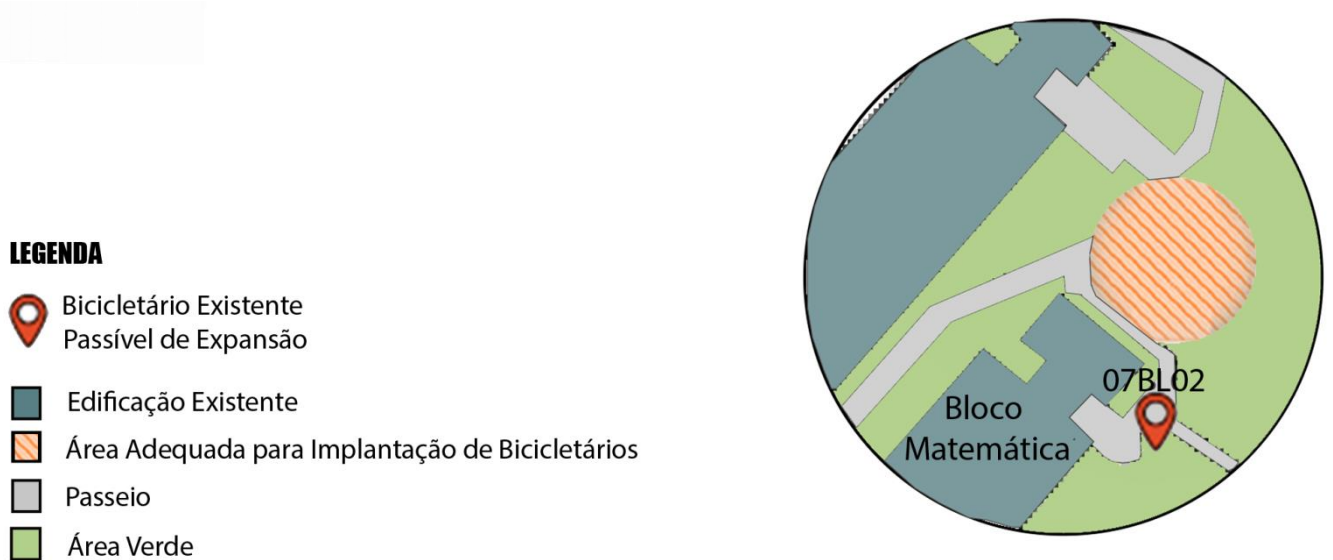 LEGENDA
Bicicletário Existente
Passível de Expansão
Edificação Existente
Área Adequada para Implantação de Bicicletários
Passeio
Área Verde
07BL02
Bloco
Matemática